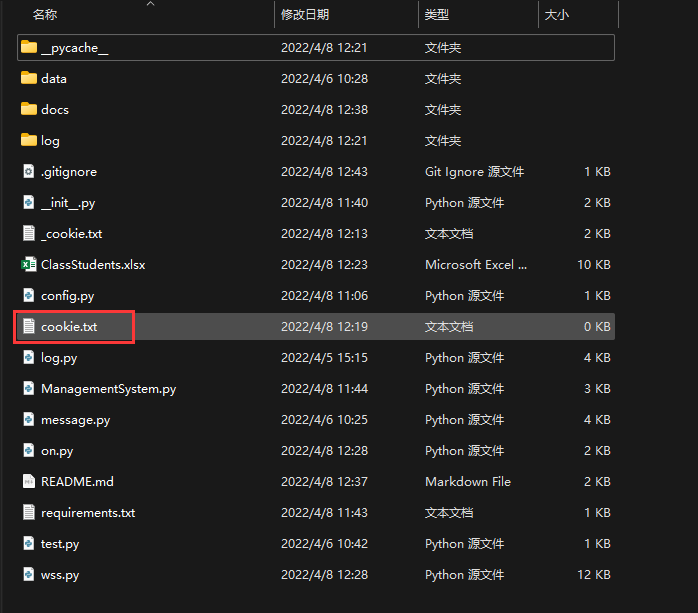 名称 修改日期 类型 大小
__pycache__ 2022/4/8 12:21 文件夹
data 2022/4/6 10:28 文件夹
docs 2022/4/8 12:38 文件夹
log 2022/4/8 12:21 文件夹
.gitignore 2022/4/8 12:43 Git Ignore 源文件 1 KB
__init__.py 2022/4/8 11:40 Python 源文件 2 KB
_cookie.txt 2022/4/8 12:13 文本文档 2 KB
ClassStudents.xlsx 2022/4/8 12:23 Microsoft Excel ... 10 KB
config.py 2022/4/8 11:06 Python 源文件 1 KB
cookie.txt 2022/4/8 12:19 文本文档 0 KB
log.py 2022/4/5 15:15 Python 源文件 4 KB
ManagementSystem.py 2022/4/8 11:44 Python 源文件 3 KB
message.py 2022/4/6 10:25 Python 源文件 4 KB
on.py 2022/4/8 12:28 Python 源文件 2 KB
README.md 2022/4/8 12:37 Markdown File 2 KB
requirements.txt 2022/4/8 11:43 文本文档 1 KB
test.py 2022/4/6 10:42 Python 源文件 1 KB
wss.py 2022/4/8 12:28 Python 源文件 12 KB